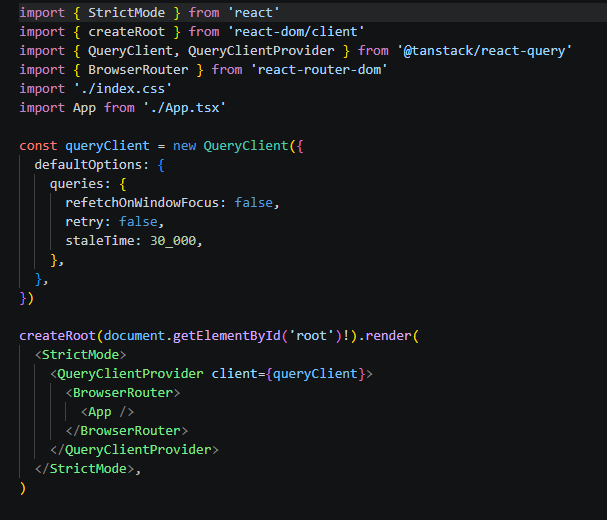 import { StrictMode } from 'react'
import { createRoot } from 'react-dom/client'
import { QueryClient, QueryClientProvider } from '@tanstack/react-query'
import { BrowserRouter } from 'react-router-dom'
import './index.css'
import App from './App.tsx'

const queryClient = new QueryClient({
  defaultOptions: {
    queries: {
      refetchOnWindowFocus: false,
      retry: false,
      staleTime: 30_000,
    },
  },
})

createRoot(document.getElementById('root')!).render(
  <StrictMode>
    <QueryClientProvider client={queryClient}>
      <BrowserRouter>
        <App />
      </BrowserRouter>
    </QueryClientProvider>
  </StrictMode>,
)